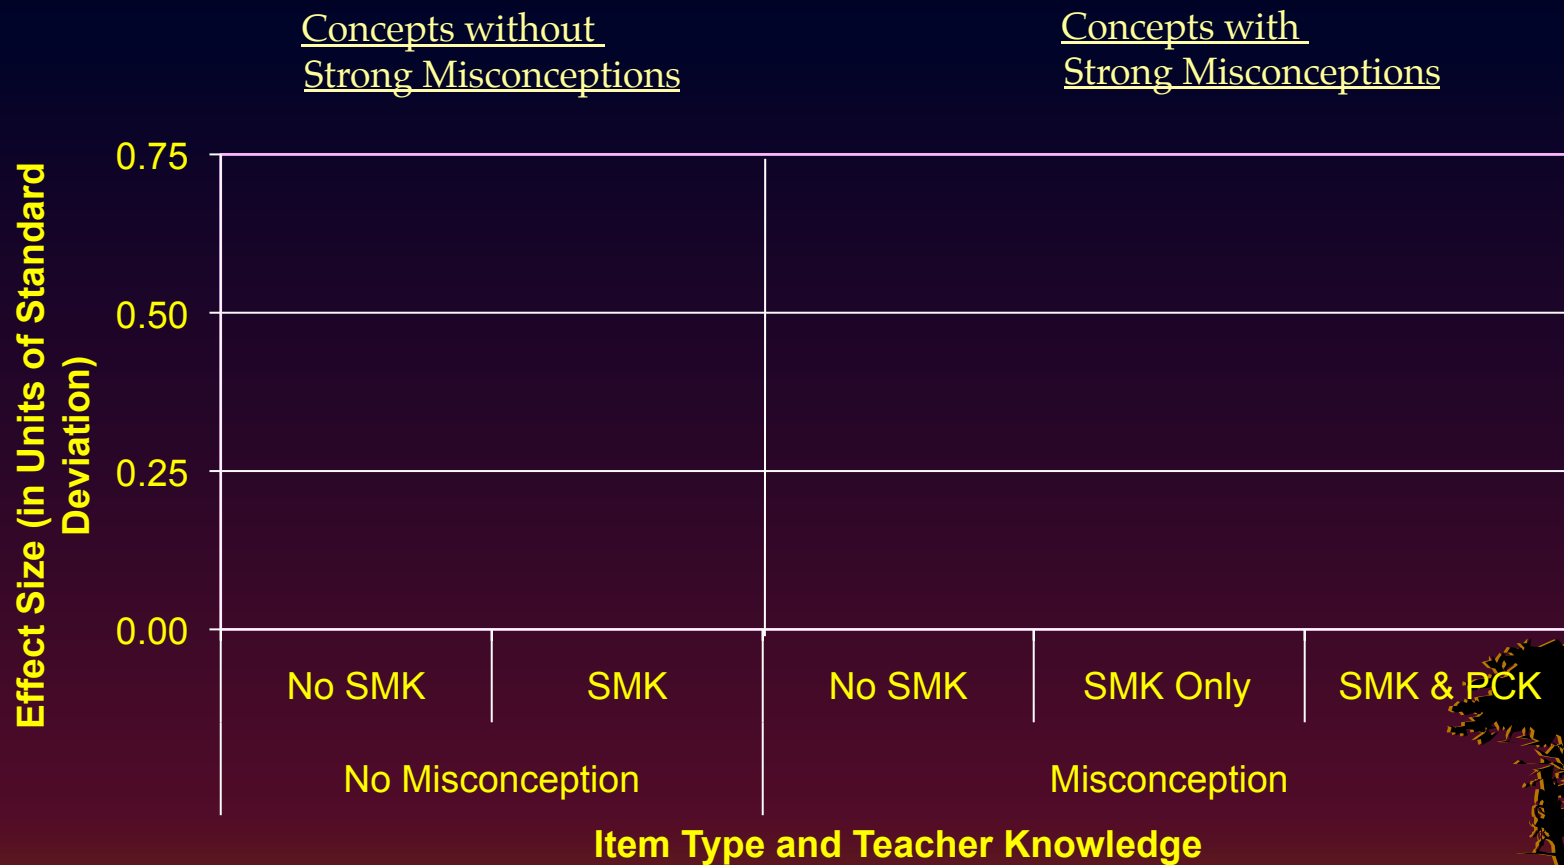 Concepts without
Strong Misconceptions
Concepts with
Strong Misconceptions
Effect Size (in Units of Standard
Deviation)
0.75
0.50
0.25
0.00
No SMK
SMK
No SMK
SMK Only
SMK & PCK
No Misconception
Misconception
Item Type and Teacher Knowledge